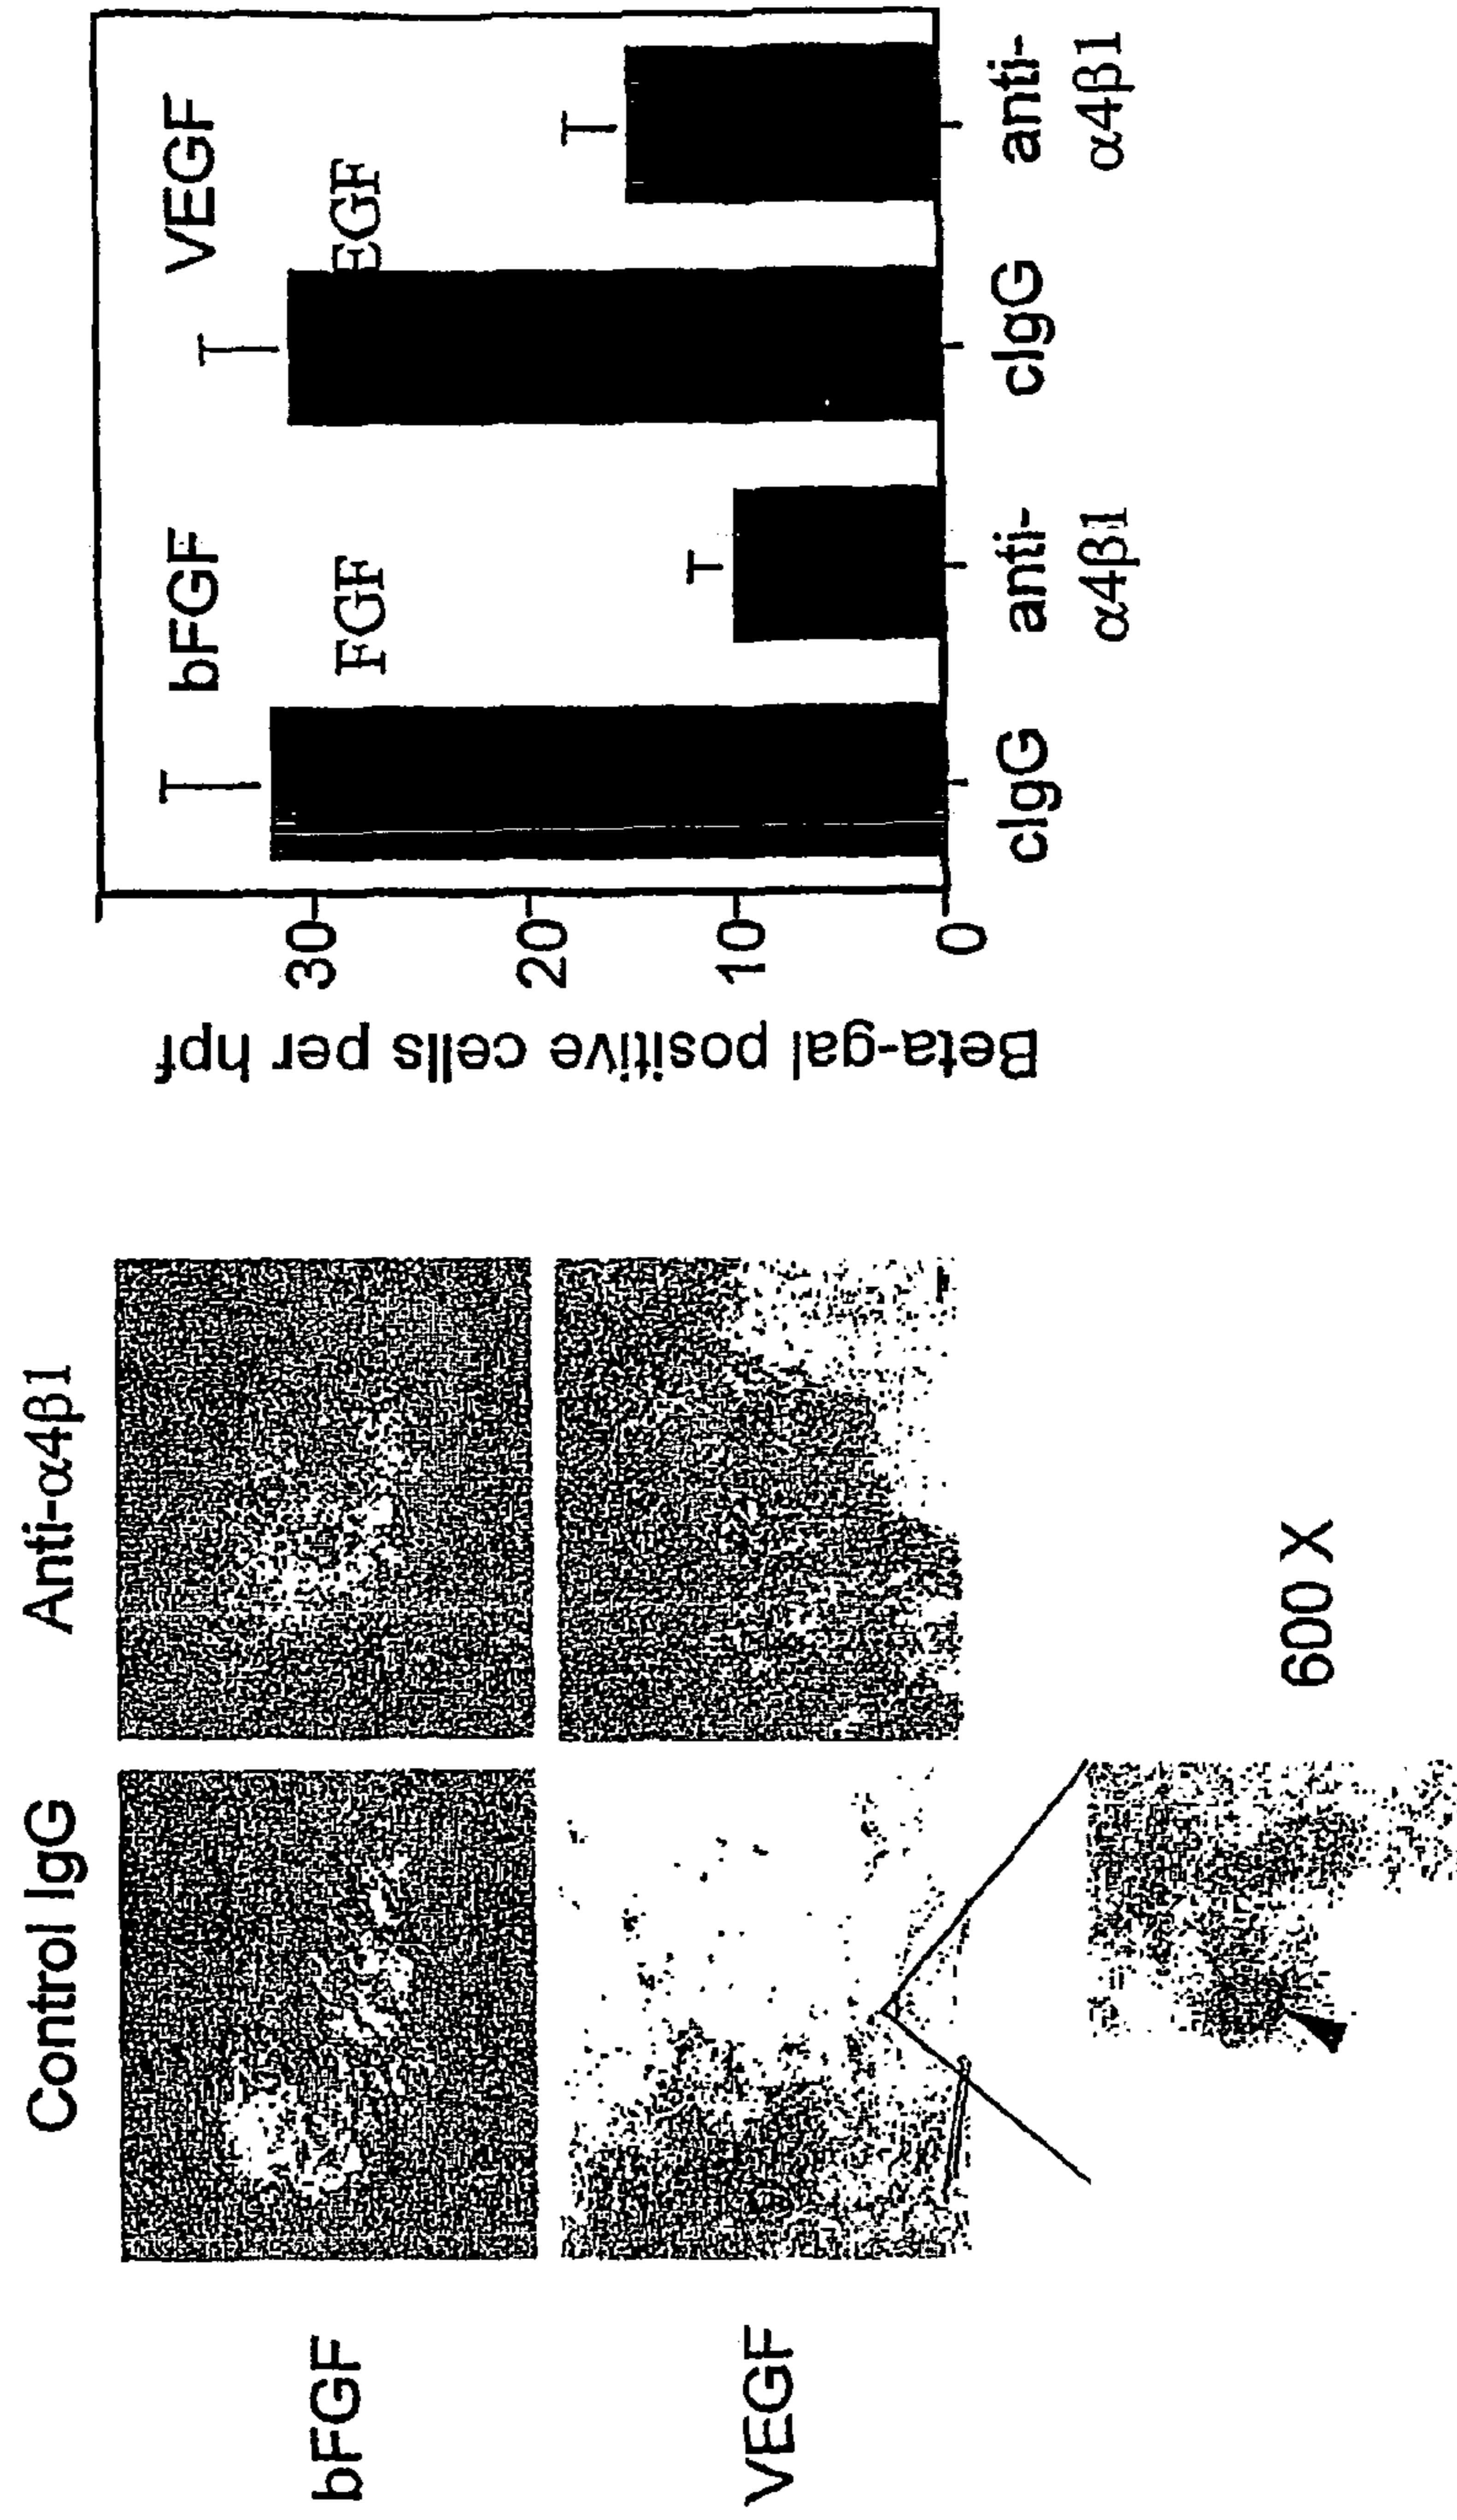 Control IgG
Anti-α4β1
bFGF
VEGF
600 X
Beta-gal positive cells per hpf
30
20
10
0
bFGF
VEGF
FGF
EGF
cIgG
anti-
α4β1
cIgG
anti-
α4β1